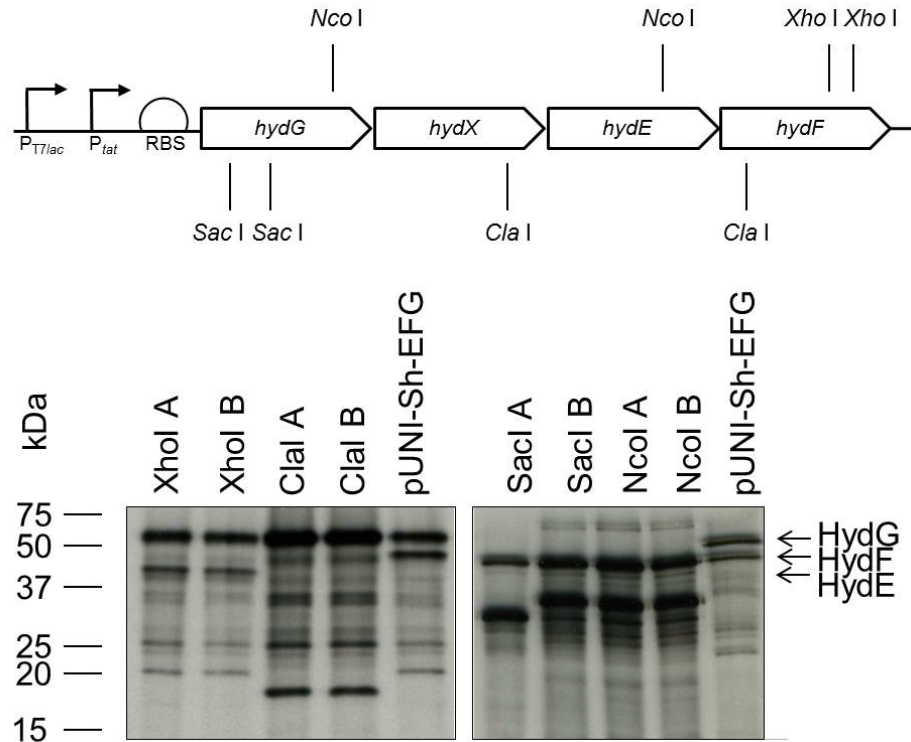 Nco I Nco I Xho I Xho I
P_T7lac P_tat RBS hydG hydX hydE hydF
Sac I Sac I Cla I Cla I
kDa XhoI A XhoI B ClaI A ClaI B pUNI-Sh-EFG SacI A SacI B NcoI A NcoI B pUNI-Sh-EFG
75
50
37
25
20
15
HydG
HydF
HydE